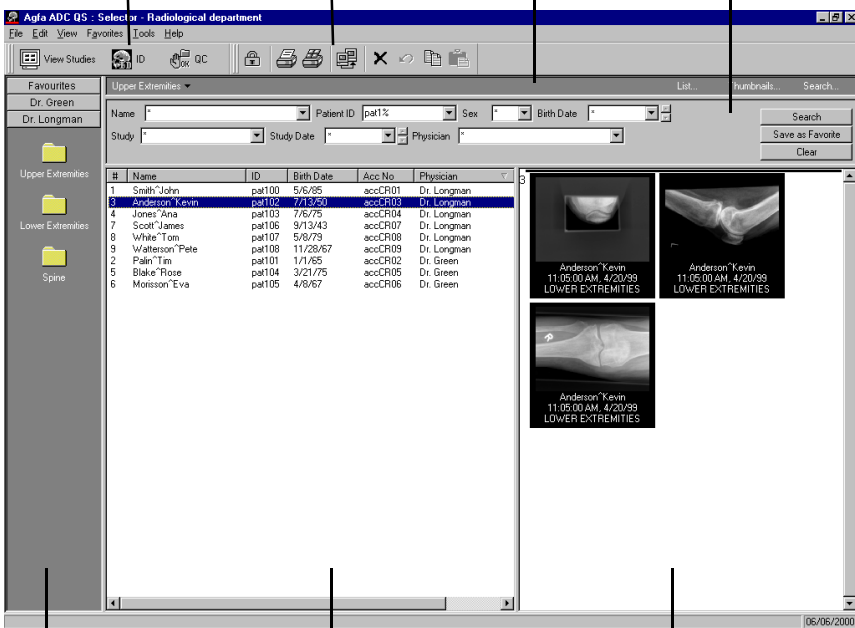 Agfa ADC QS : Selector - Radiological department
File Edit View Favorites Tools Help
View Studies ID OK QC
Favourites
Dr. Green
Dr. Longman
Upper Extremities
Lower Extremities
Spine
Upper Extremities List... Thumbnails... Search...
Name * Patient ID pat1% Sex * Birth Date *
Study * Study Date * Physician *
Search
Save as Favorite
Clear
# Name ID Birth Date Acc No Physician
1 Smith^John pat100 5/6/85 accCR01 Dr. Longman
3 Anderson^Kevin pat102 7/13/50 accCR03 Dr. Longman
4 Jones^Ana pat103 7/6/75 accCR04 Dr. Longman
7 Scott^James pat106 9/13/43 accCR07 Dr. Longman
8 White^Tom pat107 5/8/79 accCR08 Dr. Longman
9 Watterson^Pete pat108 11/28/67 accCR09 Dr. Longman
2 Palin^Tim pat101 1/1/65 accCR02 Dr. Green
5 Blake^Rose pat104 3/21/75 accCR05 Dr. Green
6 Morisson^Eva pat105 4/8/67 accCR06 Dr. Green
3
Anderson^Kevin
11:05:00 AM, 4/20/99
LOWER EXTREMITIES
Anderson^Kevin
11:05:00 AM, 4/20/99
LOWER EXTREMITIES
R
Anderson^Kevin
11:05:00 AM, 4/20/99
LOWER EXTREMITIES
06/06/2000